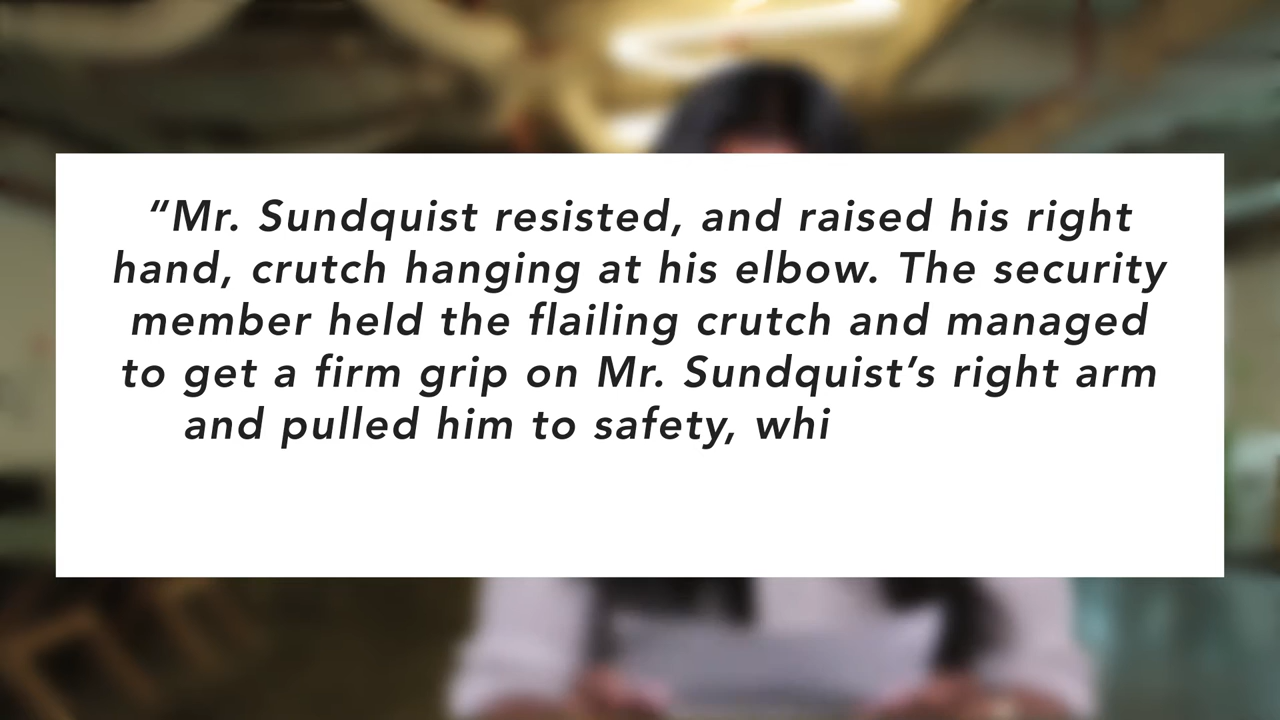 “Mr. Sundquist resisted, and raised his right
hand, crutch hanging at his elbow. The security
member held the flailing crutch and managed
to get a firm grip on Mr. Sundquist’s right arm
and pulled him to safety, whi